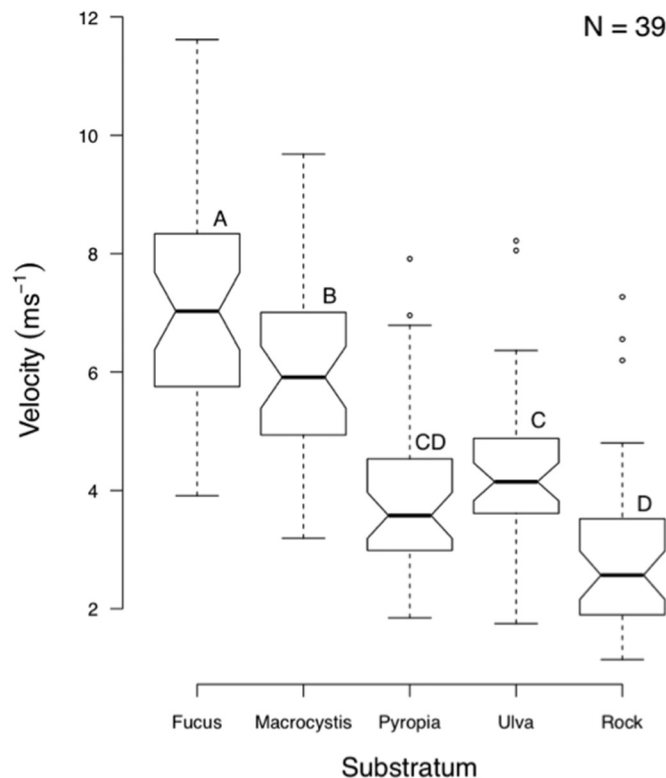 N = 39
12
10
8
6
4
2
Velocity (ms⁻¹)
A
B
CD
C
D
Fucus
Macrocystis
Pyropia
Ulva
Rock
Substratum